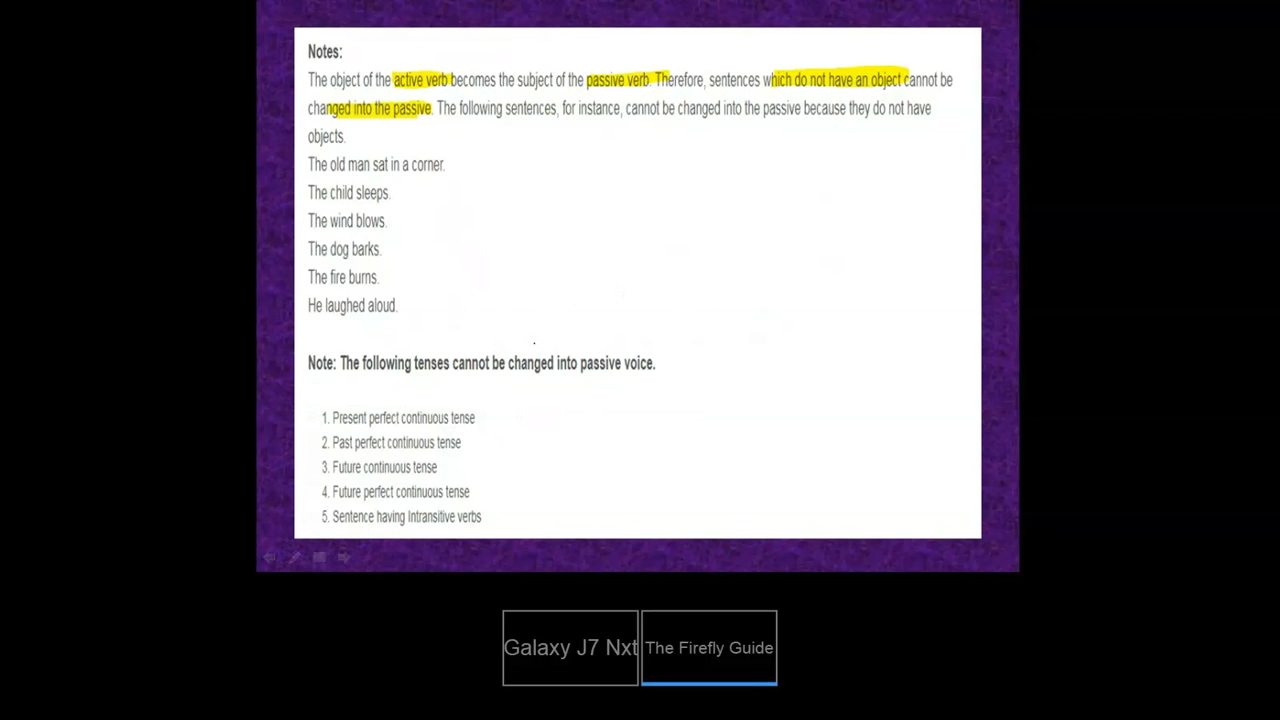 Notes:
The object of the active verb becomes the subject of the passive verb. Therefore, sentences which do not have an object cannot be
changed into the passive. The following sentences, for instance, cannot be changed into the passive because they do not have
objects.
The old man sat in a corner.
The child sleeps.
The wind blows.
The dog barks.
The fire burns.
He laughed aloud.
Note: The following tenses cannot be changed into passive voice.
1. Present perfect continuous tense
2. Past perfect continuous tense
3. Future continuous tense
4. Future perfect continuous tense
5. Sentence having Intransitive verbs
Galaxy J7 Nxt
The Firefly Guide